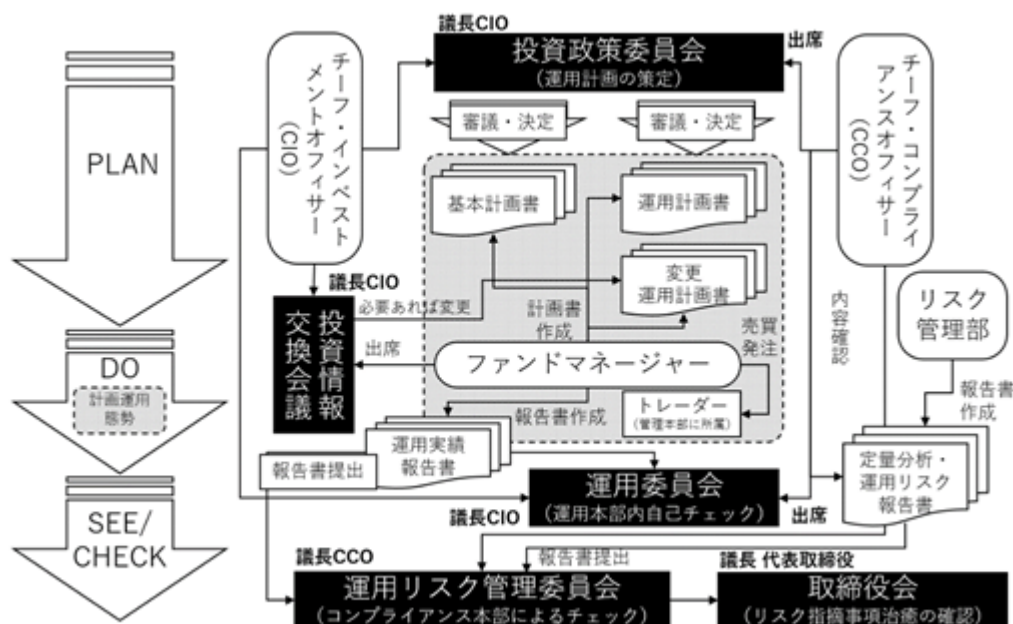 議長CIO
投資政策委員会
(運用計画の策定)
出席
チーフ・インベスト
メントオフィサー
(CIO)
チーフ・コンプライ
アンスオフィサー
(CCO)
PLAN
審議・決定
審議・決定
基本計画書
運用計画書
変更
運用計画書
議長CIO
投資情報
交換会議
必要あれば変更
計画書
作成
売買
発注
内容確認
リスク
管理部
出席
ファンドマネージャー
DO
計画運用
態勢
報告書作成
トレーダー
(管理本部に所属)
報告書
作成
運用実績
報告書
報告書提出
定量分析・
運用リスク
報告書
運用委員会
(運用本部内自己チェック)
議長CIO
出席
SEE/
CHECK
議長CCO
報告書提出
議長 代表取締役
運用リスク管理委員会
(コンプライアンス本部によるチェック)
取締役会
(リスク指摘事項治癒の確認)